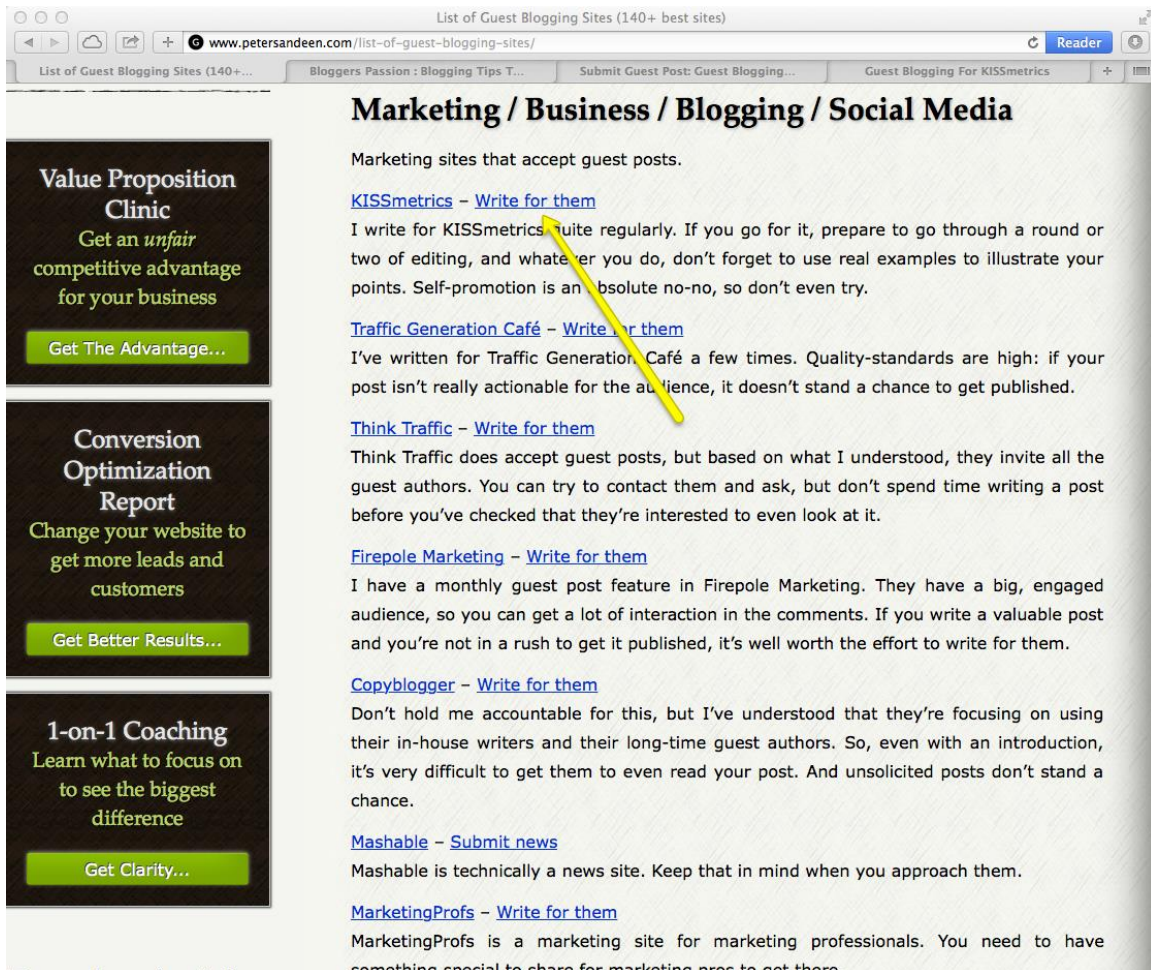 List of Guest Blogging Sites (140+ best sites)
www.petersandeen.com/list-of-guest-blogging-sites/
Reader
List of Guest Blogging Sites (140+...
Bloggers Passion : Blogging Tips T...
Submit Guest Post: Guest Blogging...
Guest Blogging For KISSmetrics
Value Proposition
Clinic
Get an unfair
competitive advantage
for your business
Get The Advantage...
Conversion
Optimization
Report
Change your website to
get more leads and
customers
Get Better Results...
1-on-1 Coaching
Learn what to focus on
to see the biggest
difference
Get Clarity...
Marketing / Business / Blogging / Social Media
Marketing sites that accept guest posts.
KISSmetrics – Write for them
I write for KISSmetrics quite regularly. If you go for it, prepare to go through a round or
two of editing, and whatever you do, don’t forget to use real examples to illustrate your
points. Self-promotion is an absolute no-no, so don’t even try.
Traffic Generation Café – Write for them
I’ve written for Traffic Generation Café a few times. Quality-standards are high: if your
post isn’t really actionable for the audience, it doesn’t stand a chance to get published.
Think Traffic – Write for them
Think Traffic does accept guest posts, but based on what I understood, they invite all the
guest authors. You can try to contact them and ask, but don’t spend time writing a post
before you’ve checked that they’re interested to even look at it.
Firepole Marketing – Write for them
I have a monthly guest post feature in Firepole Marketing. They have a big, engaged
audience, so you can get a lot of interaction in the comments. If you write a valuable post
and you’re not in a rush to get it published, it’s well worth the effort to write for them.
Copyblogger – Write for them
Don’t hold me accountable for this, but I’ve understood that they’re focusing on using
their in-house writers and their long-time guest authors. So, even with an introduction,
it’s very difficult to get them to even read your post. And unsolicited posts don’t stand a
chance.
Mashable – Submit news
Mashable is technically a news site. Keep that in mind when you approach them.
MarketingProfs – Write for them
MarketingProfs is a marketing site for marketing professionals. You need to have
something special to share for marketing pros to get there.